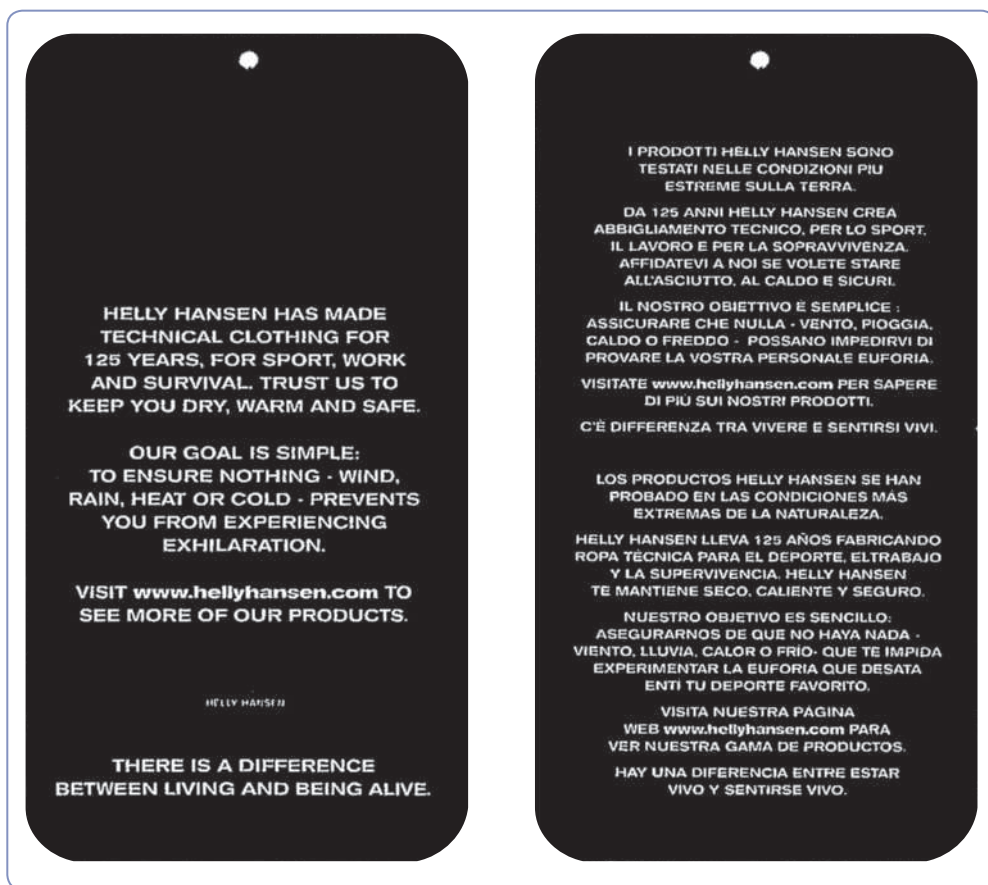 HELLY HANSEN HAS MADE
TECHNICAL CLOTHING FOR
125 YEARS, FOR SPORT, WORK
AND SURVIVAL. TRUST US TO
KEEP YOU DRY, WARM AND SAFE.
OUR GOAL IS SIMPLE:
TO ENSURE NOTHING - WIND,
RAIN, HEAT OR COLD - PREVENTS
YOU FROM EXPERIENCING
EXHILARATION.
VISIT www.hellyhansen.com TO
SEE MORE OF OUR PRODUCTS.
HELLY HANSEN
THERE IS A DIFFERENCE
BETWEEN LIVING AND BEING ALIVE.
I PRODOTTI HELLY HANSEN SONO
TESTATI NELLE CONDIZIONI PIU
ESTREME SULLA TERRA.
DA 125 ANNI HELLY HANSEN CREA
ABBIGLIAMENTO TECNICO, PER LO SPORT,
IL LAVORO E PER LA SOPRAVVIVENZA.
AFFIDATEVI A NOI SE VOLETE STARE
ALL'ASCIUTTO, AL CALDO E SICURI.
IL NOSTRO OBIETTIVO È SEMPLICE :
ASSICURARE CHE NULLA - VENTO, PIOGGIA,
CALDO O FREDDO - POSSANO IMPEDIRVI DI
PROVARE LA VOSTRA PERSONALE EUFORIA.
VISITATE www.hellyhansen.com PER SAPERE
DI PIÙ SUI NOSTRI PRODOTTI.
C'È DIFFERENZA TRA VIVERE E SENTIRSI VIVI.
LOS PRODUCTOS HELLY HANSEN SE HAN
PROBADO EN LAS CONDICIONES MÁS
EXTREMAS DE LA NATURALEZA.
HELLY HANSEN LLEVA 125 AÑOS FABRICANDO
ROPA TÉCNICA PARA EL DEPORTE, ELTRABAJO
Y LA SUPERVIVENCIA. HELLY HANSEN
TE MANTIENE SECO, CALIENTE Y SEGURO.
NUESTRO OBJETIVO ES SENCILLO:
ASEGURARNOS DE QUE NO HAYA NADA -
VIENTO, LLUVIA, CALOR O FRÍO- QUE TE IMPIDA
EXPERIMENTAR LA EUFORIA QUE DESATA
ENTI TU DEPORTE FAVORITO.
VISITA NUESTRA PÁGINA
WEB www.hellyhansen.com PARA
VER NUESTRA GAMA DE PRODUCTOS.
HAY UNA DIFERENCIA ENTRE ESTAR
VIVO Y SENTIRSE VIVO.